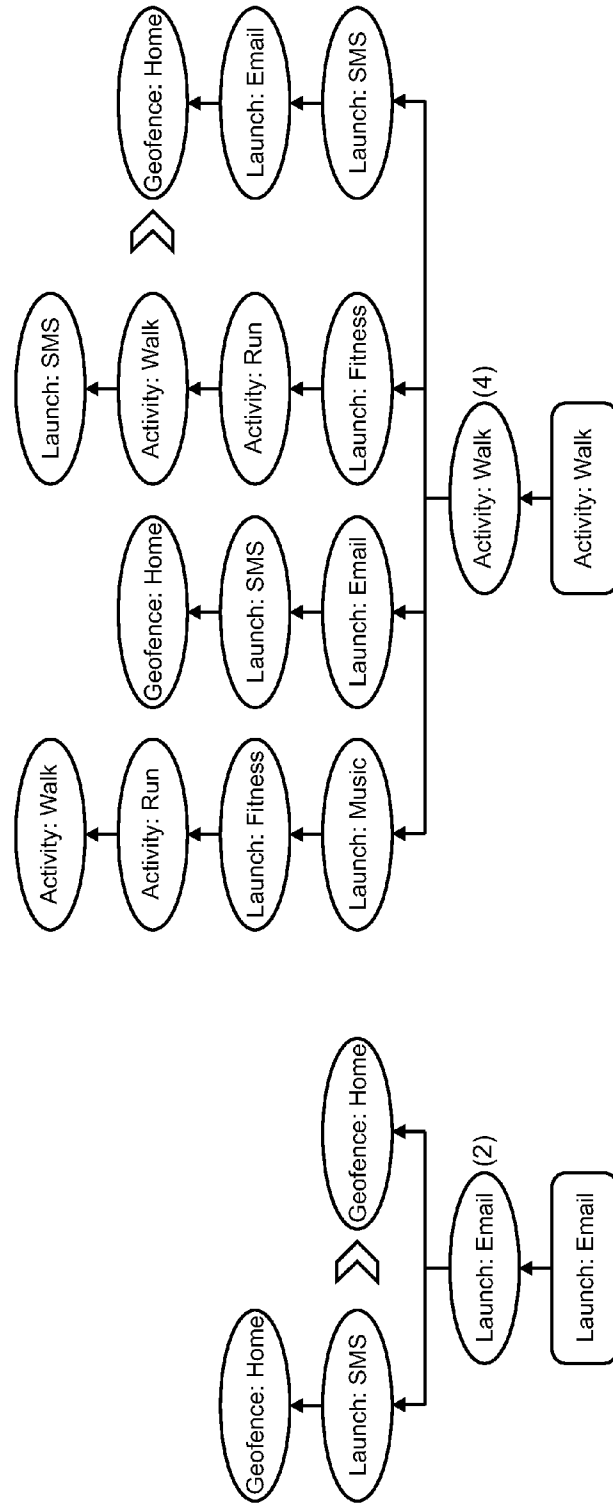 Activity: Walk
Launch: SMS
Activity: Run
Geofence: Home
Activity: Walk
Geofence: Home
Geofence: Home
Launch: Fitness
Launch: SMS
Activity: Run
Launch: Email
Launch: SMS
Geofence: Home
Launch: Music
Launch: Email
Launch: Fitness
Launch: SMS
Launch: Email (2)
Activity: Walk (4)
Launch: Email
Activity: Walk